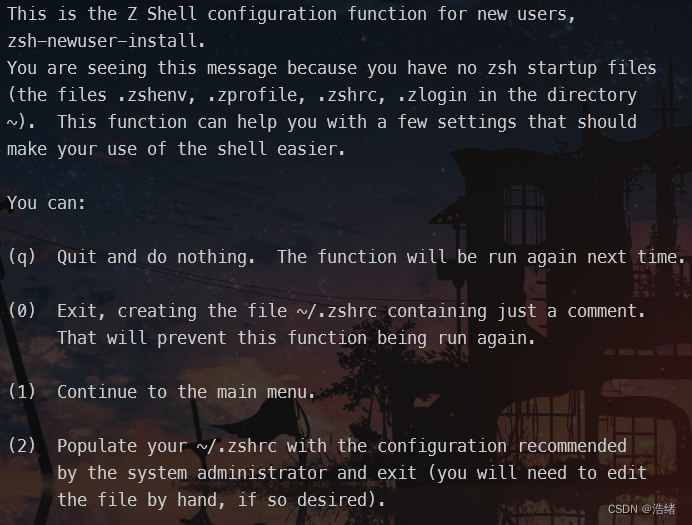 This is the Z Shell configuration function for new users,
zsh-newuser-install.
You are seeing this message because you have no zsh startup files
(the files .zshenv, .zprofile, .zshrc, .zlogin in the directory
~).  This function can help you with a few settings that should
make your use of the shell easier.
You can:
(q)  Quit and do nothing.  The function will be run again next time.
(0)  Exit, creating the file ~/.zshrc containing just a comment.
That will prevent this function being run again.
(1)  Continue to the main menu.
(2)  Populate your ~/.zshrc with the configuration recommended
by the system administrator and exit (you will need to edit
the file by hand, if so desired).
CSDN @浩绪